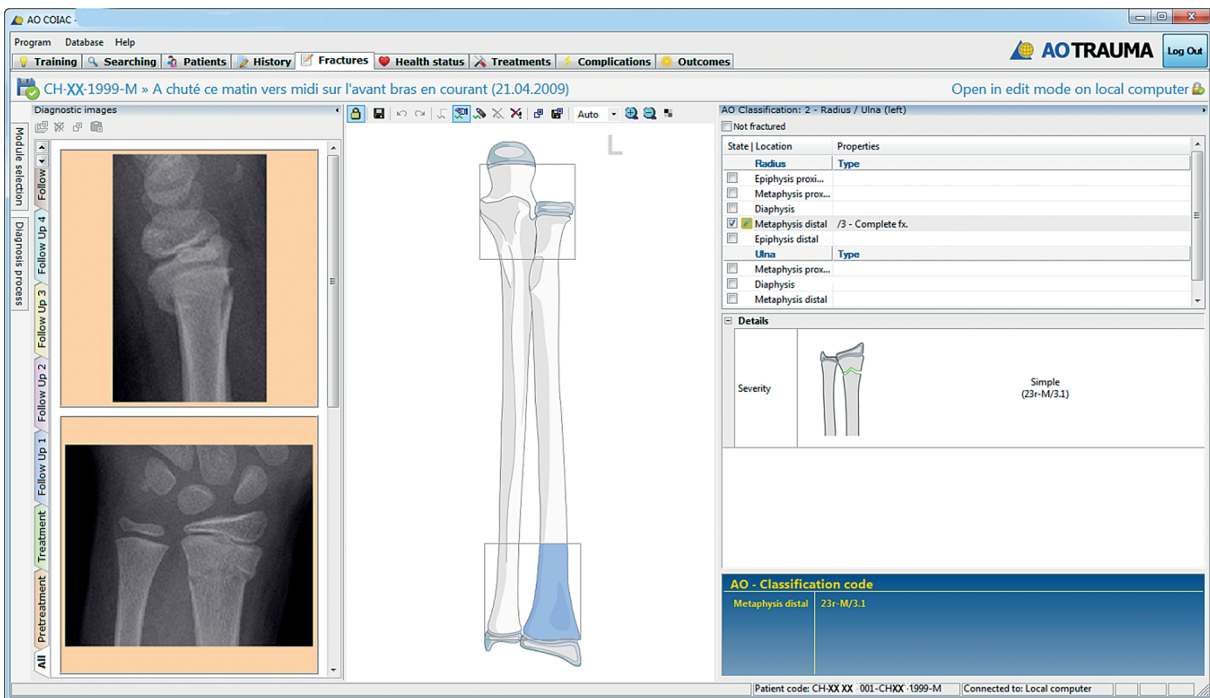 AO COIAC -
Program Database Help
AOTRAUMA
Log Out
Training Searching Patients History Fractures Health status Treatments Complications Outcomes
CH-XX-1999-M » A chuté ce matin vers midi sur l'avant bras en courant (21.04.2009)
Open in edit mode on local computer
Module selection
Diagnosis process
Diagnostic images
Follow
Follow Up 4
Follow Up 3
Follow Up 2
Follow Up 1
Treatment
Pretreatment
All
Auto
L
AO Classification: 2 - Radius / Ulna (left)
Not fractured
State Location Properties
Radius Type
Epiphysis proxi...
Metaphysis prox...
Diaphysis
Metaphysis distal /3 - Complete fx.
Epiphysis distal
Ulna Type
Metaphysis prox...
Diaphysis
Metaphysis distal
Details
Severity
Simple
(23r-M/3.1)
AO - Classification code
Metaphysis distal 23r-M/3.1
Patient code: CH-XX XX 001-CHXX-1999-M
Connected to: Local computer